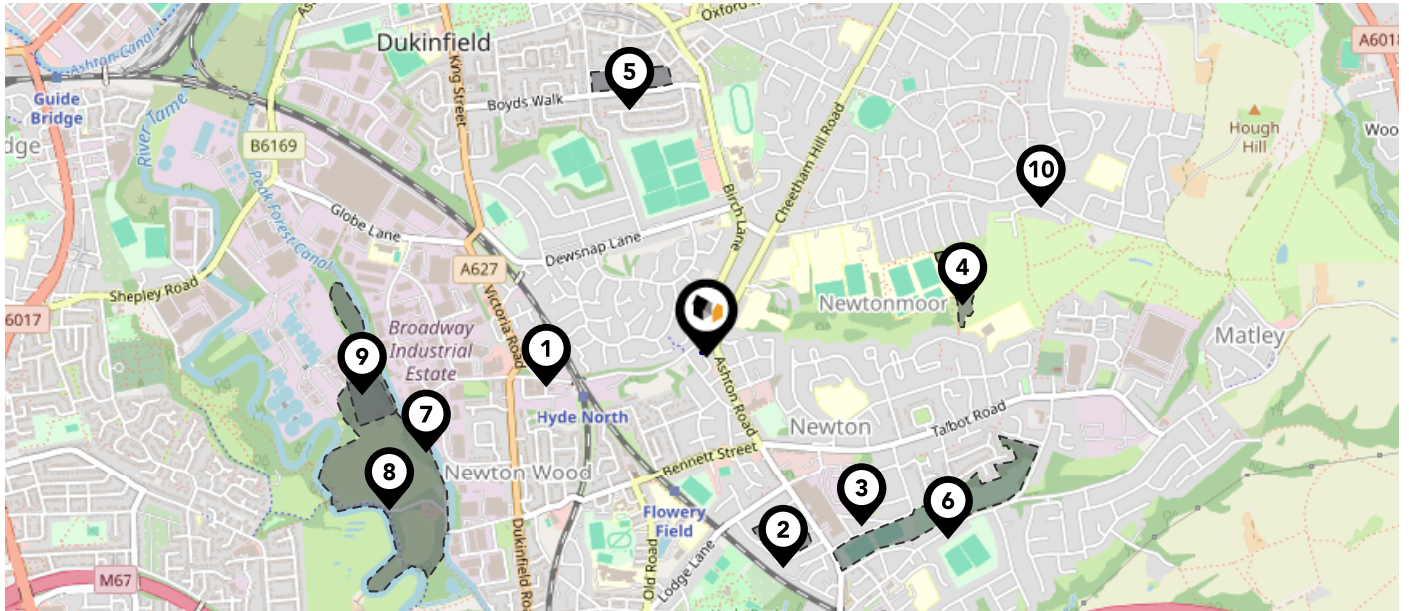 Oxford
Dukinfield
Ashton-Canal
A6018
King Street
5
Guide
Bridge
Boyds Walk
Hough
Hill
Woo
dge
River Tame
B6169
Cheetham Hill Road
10
Peak Forest Canal
Birch Lane
Globe Lane
Dewsnap Lane
A627
4
Shepley Road
Newtonmoor
6017
Victoria Road
Broadway
Industrial
Estate
Matley
1
9
Ashton Road
7
Hyde North
Talbot Road
Newton
Bennett Street
8
Newton Wood
3
6
Flowery
Field
2
Dukinfield Roa
Old Road
Lodge Lane
M67